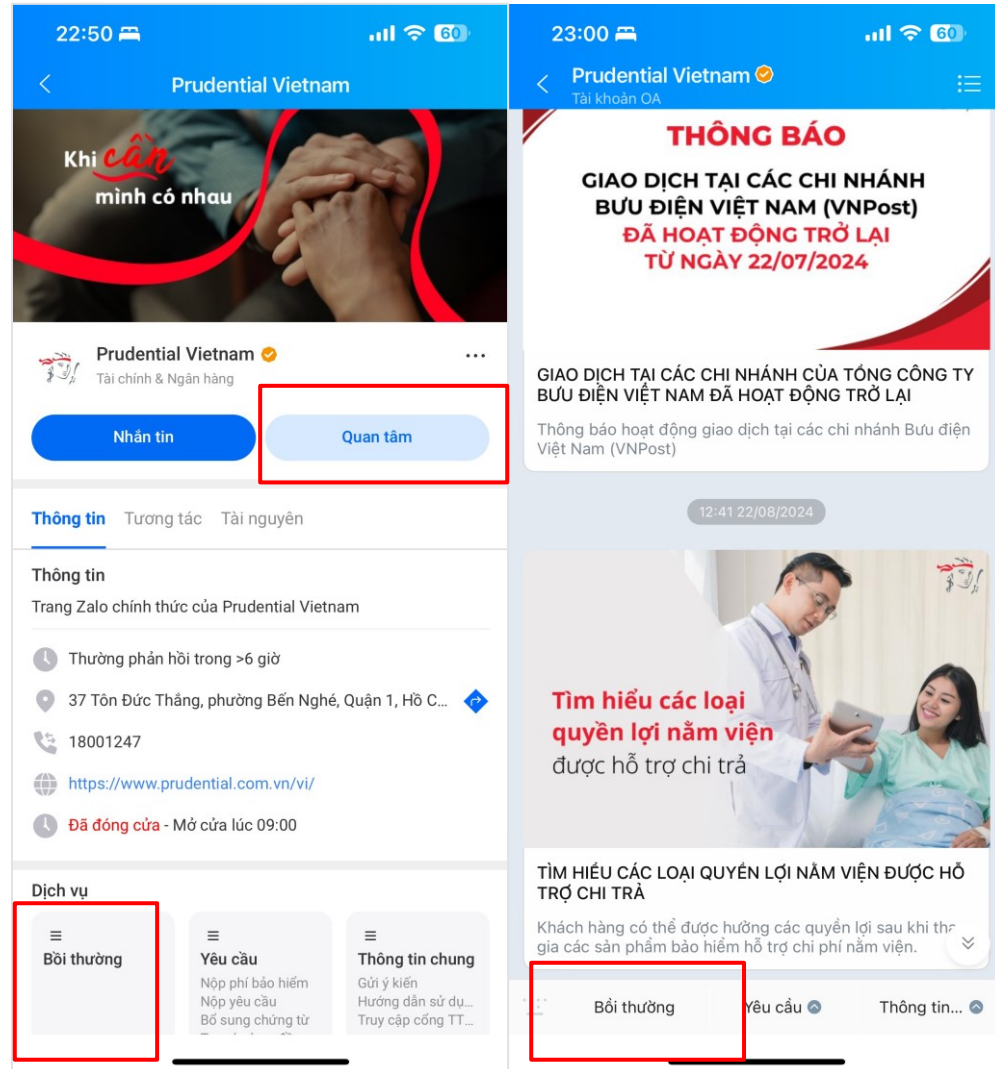 22:50
60
Prudential Vietnam
Khi cần
mình có nhau
Prudential Vietnam
Tài chính & Ngân hàng
Nhắn tin
Quan tâm
Thông tin
Tương tác
Tài nguyên
Thông tin
Trang Zalo chính thức của Prudential Vietnam
Thường phản hồi trong >6 giờ
37 Tôn Đức Thắng, phường Bến Nghé, Quận 1, Hồ C...
18001247
https://www.prudential.com.vn/vi/
Đã đóng cửa - Mở cửa lúc 09:00
Dịch vụ
Bồi thường
Yêu cầu
Nộp phí bảo hiểm
Nộp yêu cầu
Bổ sung chứng từ
Thông tin chung
Gửi ý kiến
Hướng dẫn sử dụ...
Truy cập cổng TT...
23:00
60
Prudential Vietnam
Tài khoản OA
THÔNG BÁO
GIAO DỊCH TẠI CÁC CHI NHÁNH
BƯU ĐIỆN VIỆT NAM (VNPost)
ĐÃ HOẠT ĐỘNG TRỞ LẠI
TỪ NGÀY 22/07/2024
GIAO DỊCH TẠI CÁC CHI NHÁNH CỦA TỔNG CÔNG TY
BƯU ĐIỆN VIỆT NAM ĐÃ HOẠT ĐỘNG TRỞ LẠI
Thông báo hoạt động giao dịch tại các chi nhánh Bưu điện
Việt Nam (VNPost)
12:41 22/08/2024
Tìm hiểu các loại
quyền lợi nằm viện
được hỗ trợ chi trả
TÌM HIỂU CÁC LOẠI QUYỀN LỢI NẰM VIỆN ĐƯỢC HỖ
TRỢ CHI TRẢ
Khách hàng có thể được hưởng các quyền lợi sau khi
gia các sản phẩm bảo hiểm hỗ trợ chi phí nằm viện.
Bồi thường
Yêu cầu
Thông tin...